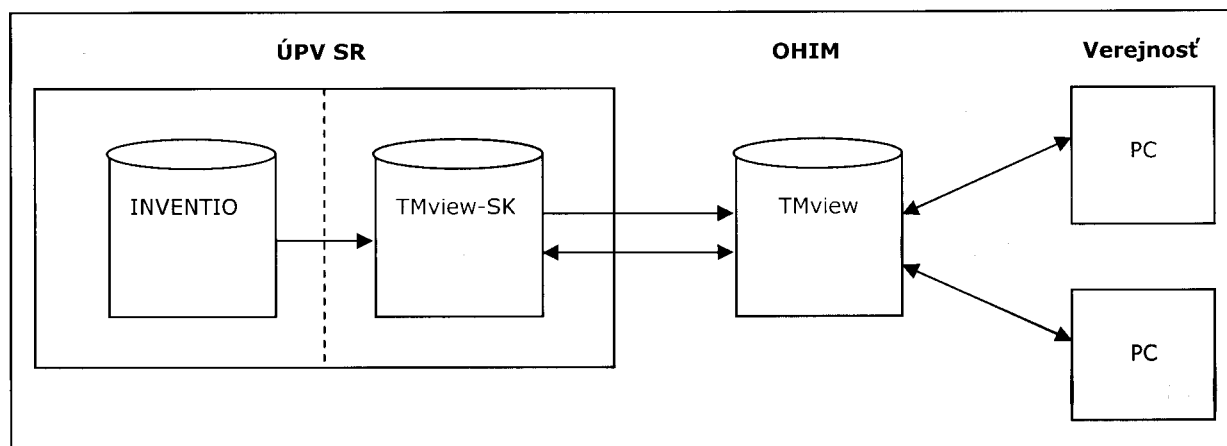 ÚPV SR
OHIM
Verejnosť
INVENTIO
TMview-SK
TMview
PC
PC